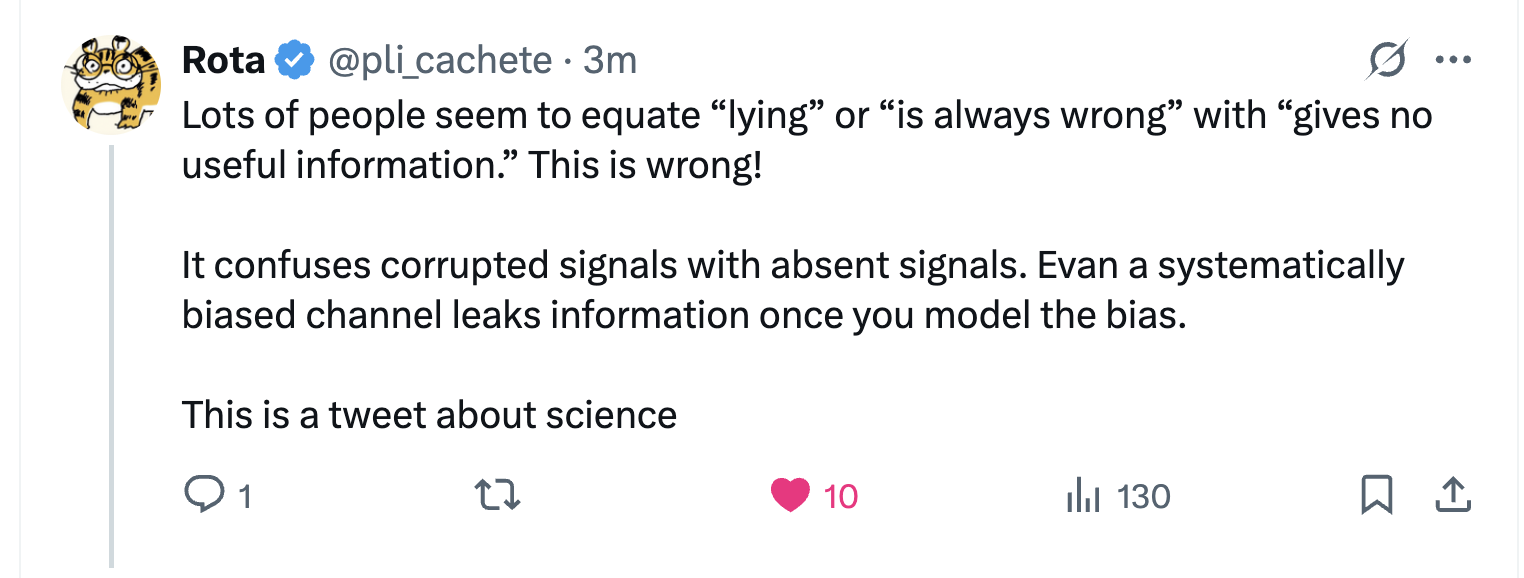 Rota @pli_cachete · 3m
Lots of people seem to equate “lying” or “is always wrong” with “gives no
useful information.” This is wrong!
It confuses corrupted signals with absent signals. Evan a systematically
biased channel leaks information once you model the bias.
This is a tweet about science
1 10 130